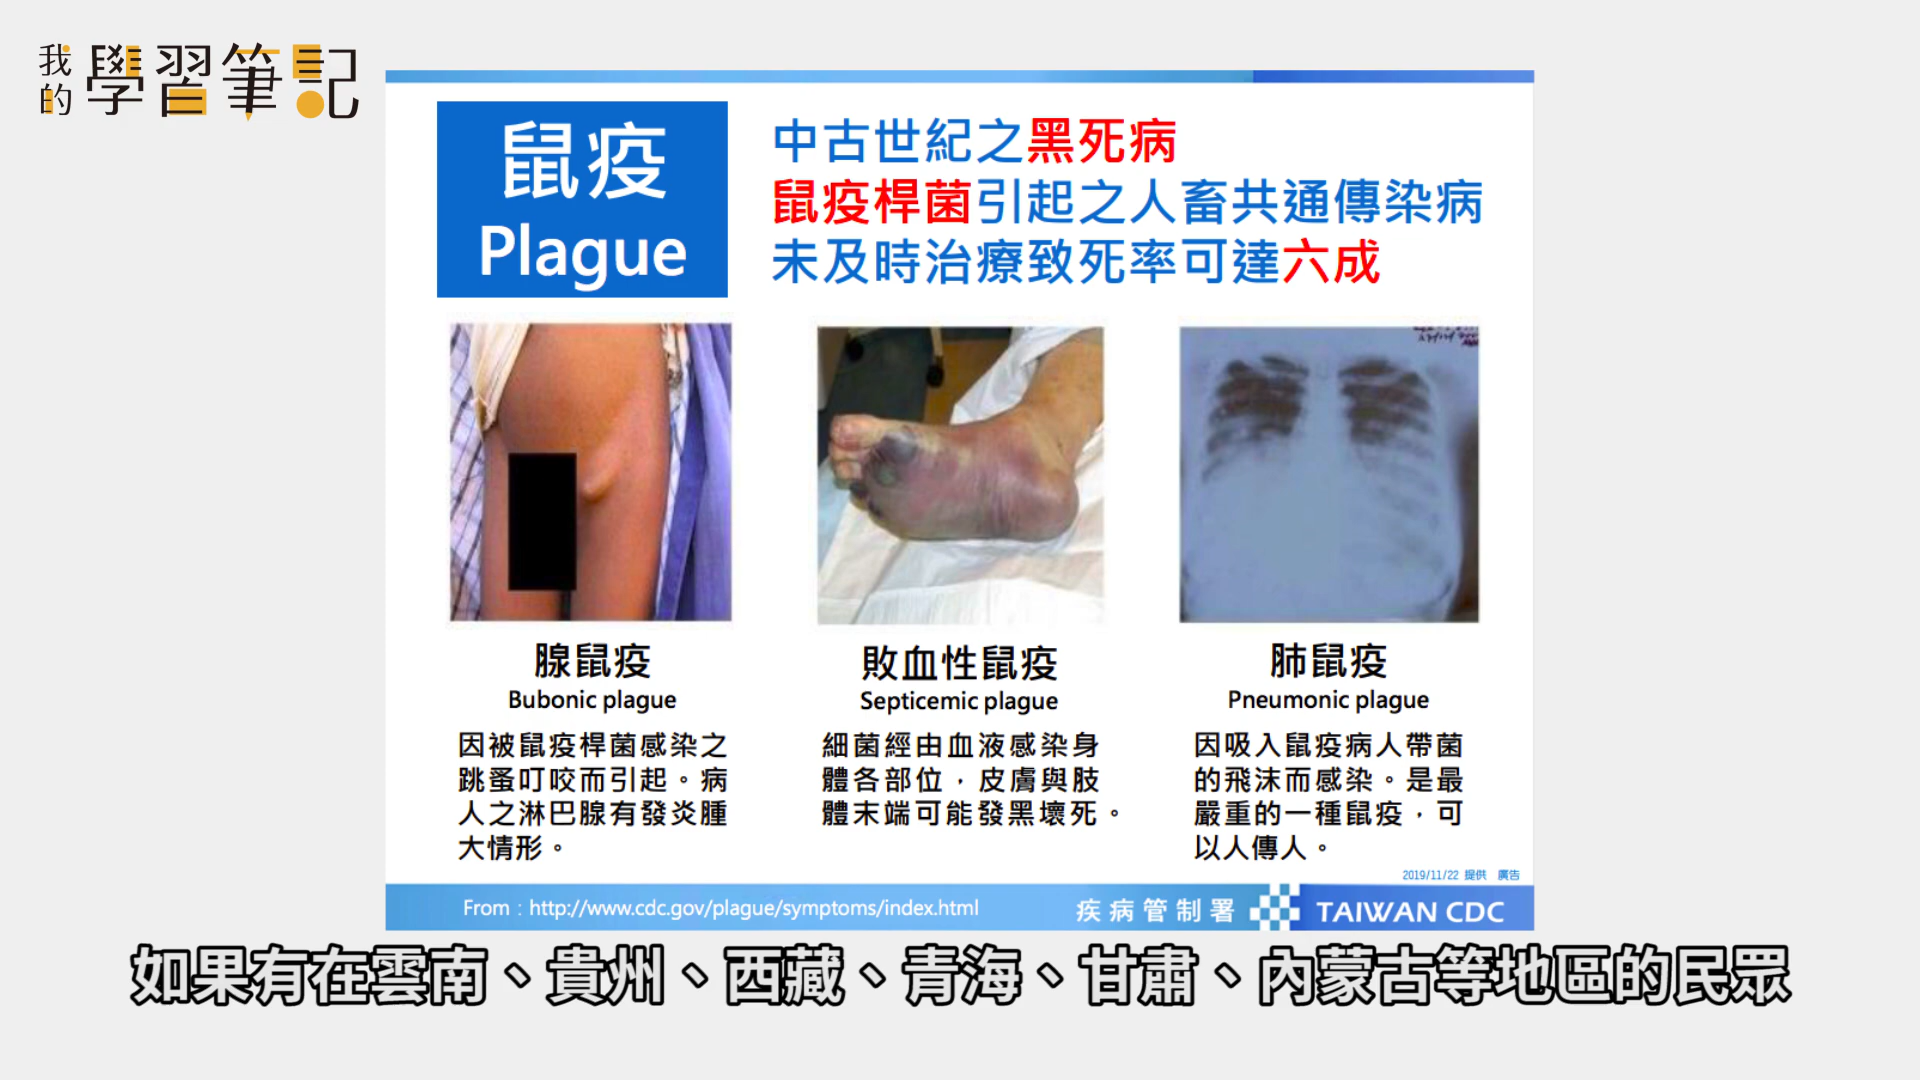 我的學習筆記
鼠疫
Plague
中古世紀之黑死病
鼠疫桿菌引起之人畜共通傳染病
未及時治療致死率可達六成
腺鼠疫
Bubonic plague
因被鼠疫桿菌感染之
跳蚤叮咬而引起。病
人之淋巴腺有發炎腫
大情形。
敗血性鼠疫
Septicemic plague
細菌經由血液感染身
體各部位，皮膚與肢
體末端可能發黑壞死。
肺鼠疫
Pneumonic plague
因吸入鼠疫病人帶菌
的飛沫而感染。是最
嚴重的一種鼠疫，可
以人傳人。
2019/11/22 提供 廣告
From：http://www.cdc.gov/plague/symptoms/index.html
疾病管制署 TAIWAN CDC
如果有在雲南、貴州、西藏、青海、甘肅、內蒙古等地區的民眾